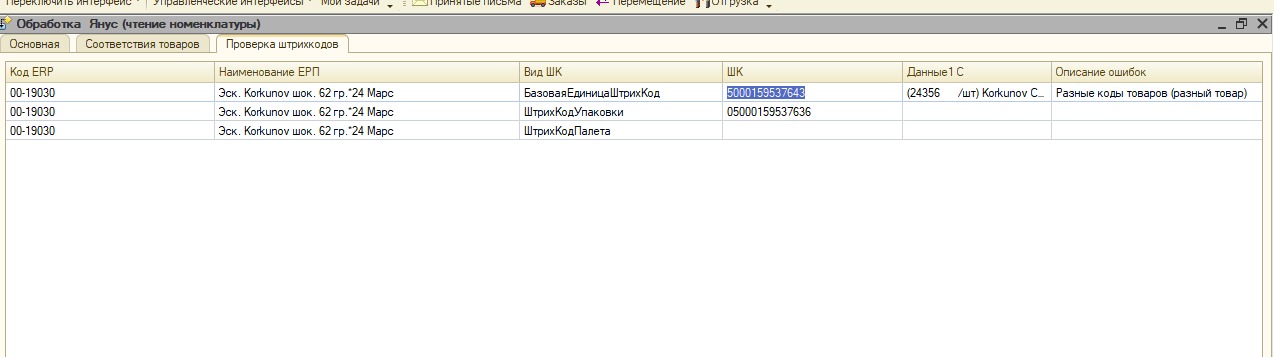 Переключить интерфейс Управленческие интерфейсы Мои задачи Принятые письма Заказы Перемещение Отгрузка
Обработка Янус (чтение номенклатуры)
Основная Соответствия товаров Проверка штрихкодов
Код ERP Наименование ЕРП Вид ШК ШК Данные1 С Описание ошибок
00-19030 Эск. Korkunov шок. 62 гр.*24 Марс БазоваяЕдиницаШтрихКод 5000159537643 (24356 /шт) Korkunov С... Разные коды товаров (разный товар)
00-19030 Эск. Korkunov шок. 62 гр.*24 Марс ШтрихКодУпаковки 05000159537636
00-19030 Эск. Korkunov шок. 62 гр.*24 Марс ШтрихКодПалета